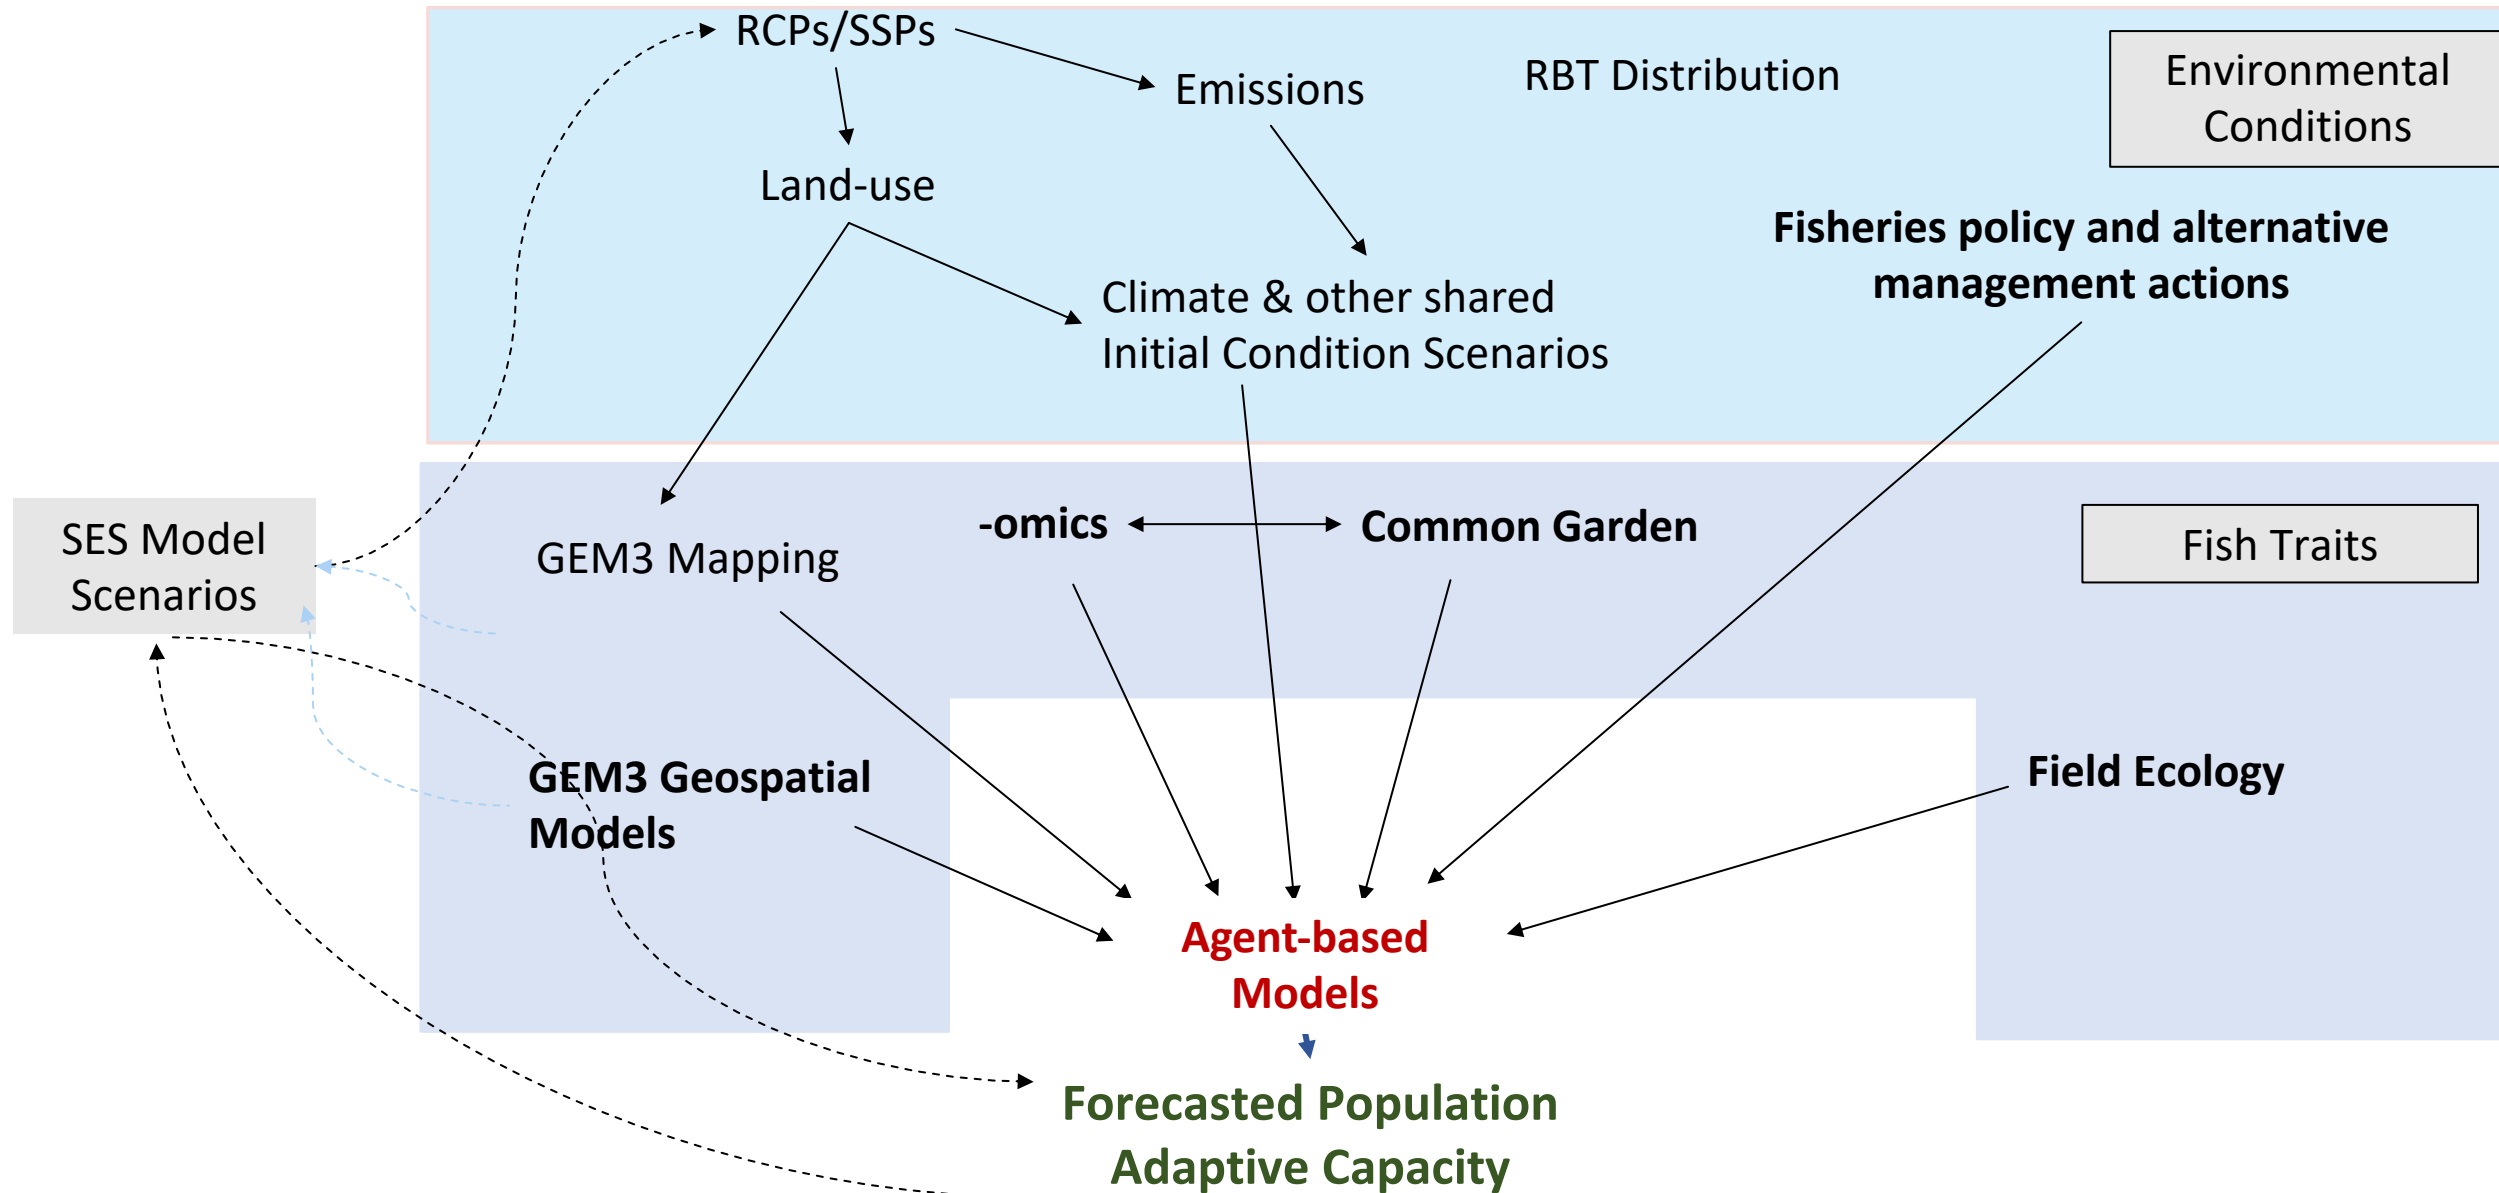 RCPs/SSPs
Emissions
RBT Distribution
Environmental
Conditions
Land-use
Fisheries policy and alternative
management actions
Climate & other shared
Initial Condition Scenarios
SES Model
Scenarios
GEM3 Mapping
-omics
Common Garden
Fish Traits
GEM3 Geospatial
Models
Field Ecology
Agent-based
Models
Forecasted Population
Adaptive Capacity